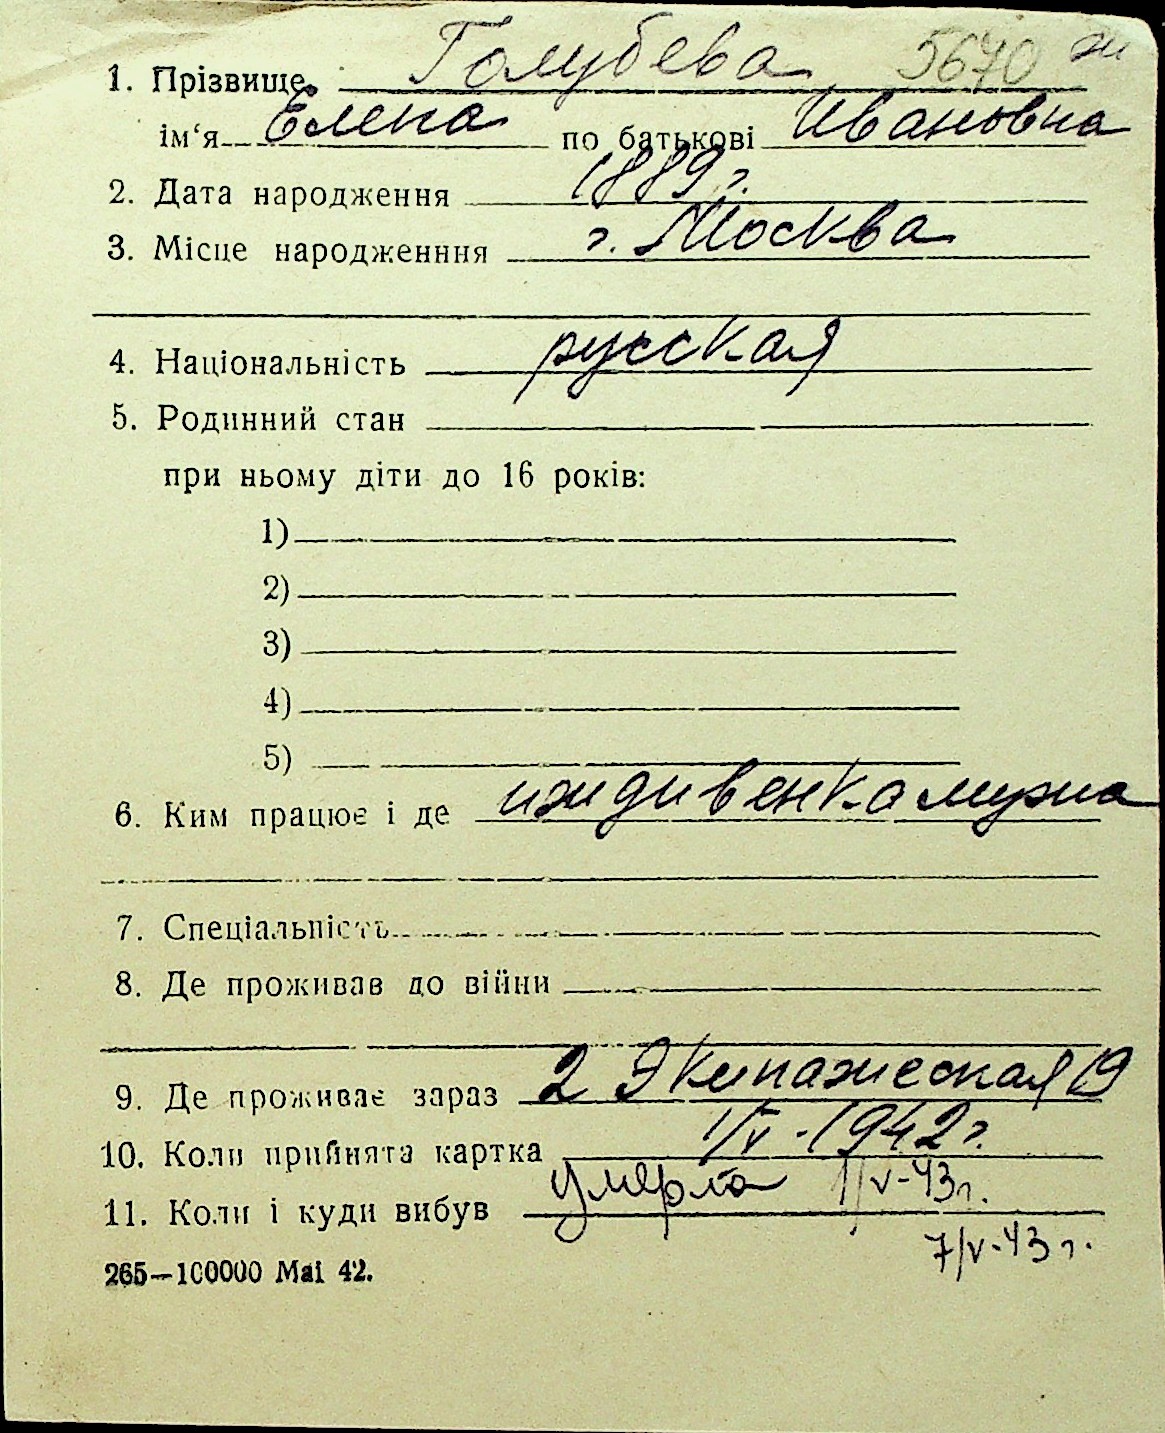 1. Прізвище Голубева 5670 ж
ім‘я Елена по батькові Ивановна
2. Дата народження 1889 г.
3. Місце народженння г. Москва
4. Національність русская
5. Родинний стан
при ньому діти до 16 років:
1)
2)
3)
4)
5)
6. Ким працює і де иждивенка мужа
7. Спеціальність
8. Де проживав до війни
9. Де проживає зараз 2 Экипажеская 19
10. Коли прийнята картка 1/V - 1942 г.
11. Коли і куди вибув умерла 1/V-43 г.
7/V-43 г.
265—100000 Mai 42.